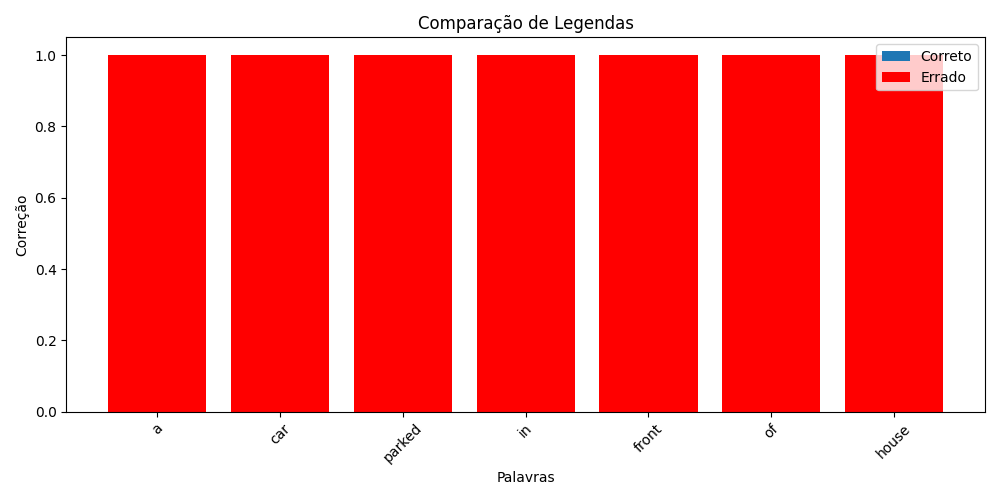 Comparação de Legendas
Correto
Errado
1.0
0.8
0.6
0.4
0.2
0.0
Correção
a
car
parked
in
front
of
house
Palavras